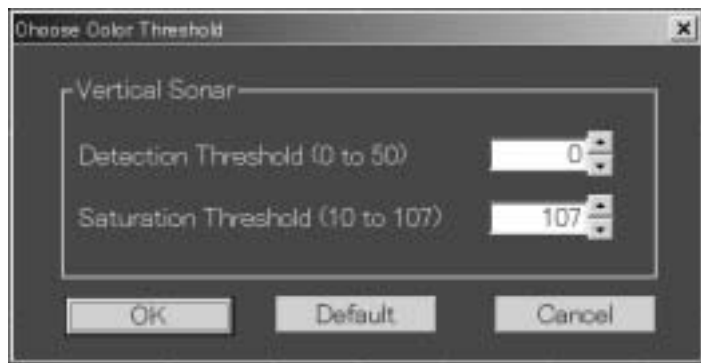 Choose Color Threshold
Vertical Sonar
Detection Threshold (0 to 50) 0
Saturation Threshold (10 to 107) 107
OK Default Cancel